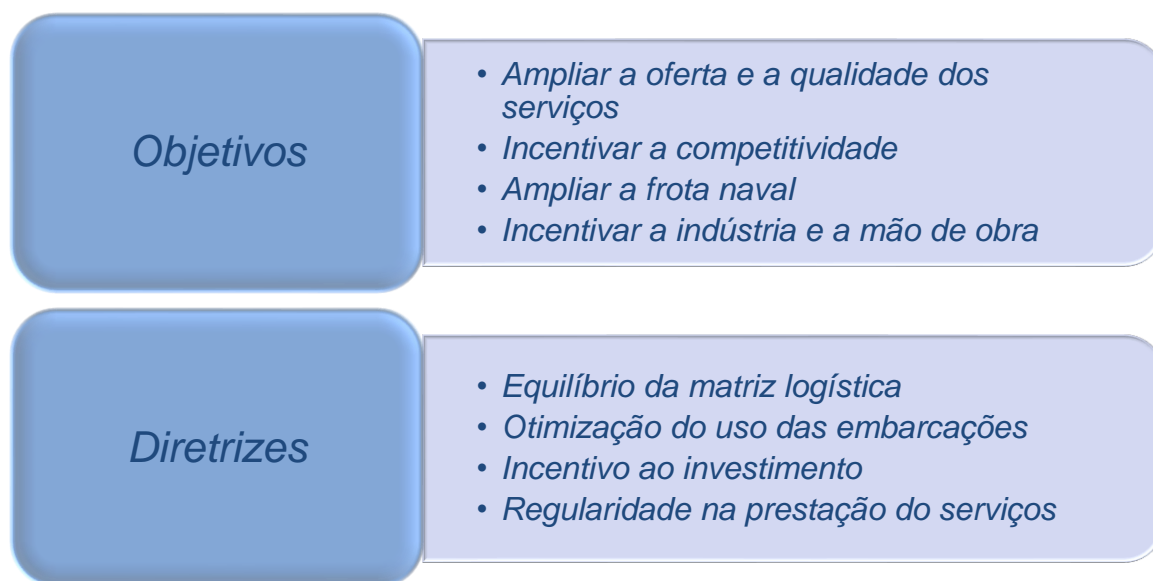 Objetivos
• Ampliar a oferta e a qualidade dos
serviços
• Incentivar a competitividade
• Ampliar a frota naval
• Incentivar a indústria e a mão de obra
Diretrizes
• Equilíbrio da matriz logística
• Otimização do uso das embarcações
• Incentivo ao investimento
• Regularidade na prestação do serviços